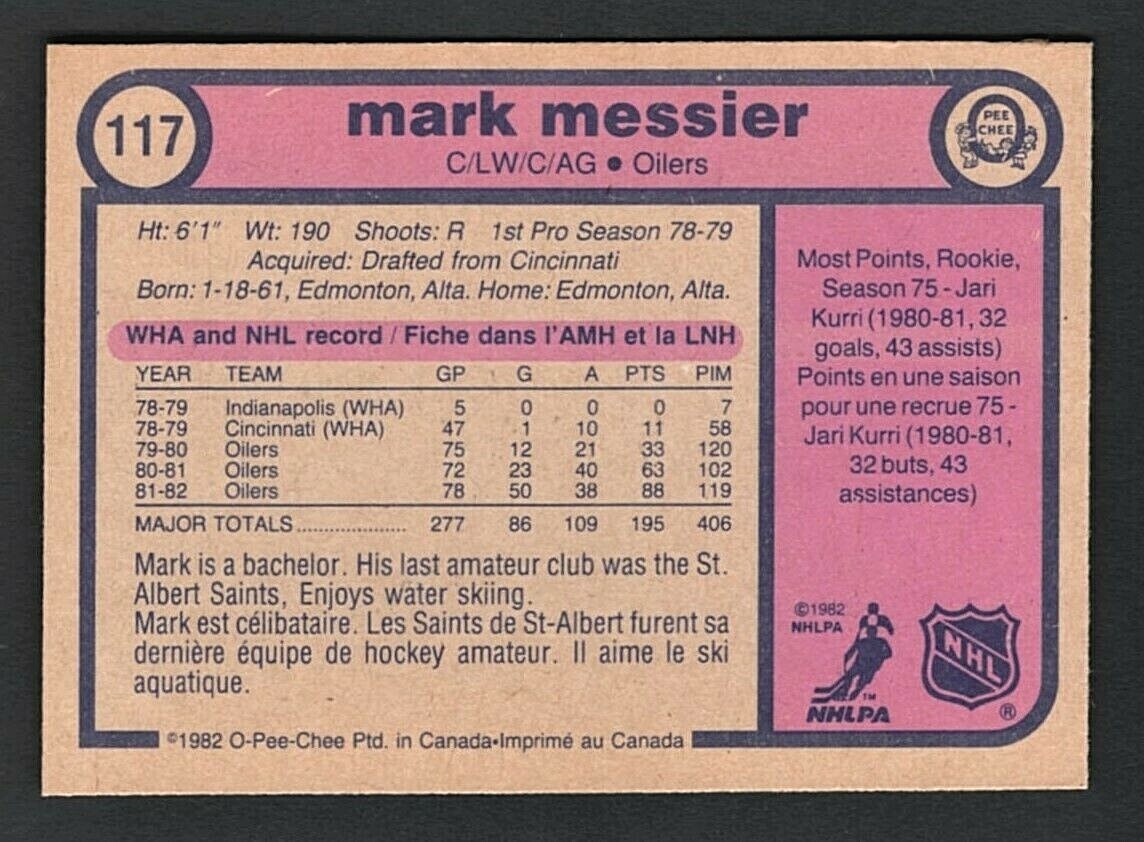 117
mark messier
C/LW/C/AG • Oilers
O
PEE
CHEE
Ht: 6'1" Wt: 190 Shoots: R 1st Pro Season 78-79
Acquired: Drafted from Cincinnati
Born: 1-18-61, Edmonton, Alta. Home: Edmonton, Alta.
WHA and NHL record / Fiche dans l'AMH et la LNH
YEAR TEAM GP G A PTS PIM
78-79 Indianapolis (WHA) 5 0 0 0 7
78-79 Cincinnati (WHA) 47 1 10 11 58
79-80 Oilers 75 12 21 33 120
80-81 Oilers 72 23 40 63 102
81-82 Oilers 78 50 38 88 119
MAJOR TOTALS.................... 277 86 109 195 406
Mark is a bachelor. His last amateur club was the St.
Albert Saints, Enjoys water skiing.
Mark est célibataire. Les Saints de St-Albert furent sa
dernière équipe de hockey amateur. Il aime le ski
aquatique.
Most Points, Rookie,
Season 75 - Jari
Kurri (1980-81, 32
goals, 43 assists)
Points en une saison
pour une recrue 75 -
Jari Kurri (1980-81,
32 buts, 43
assistances)
©1982
NHLPA
TM
NHLPA
NHL
®
©1982 O-Pee-Chee Ptd. in Canada•Imprimé au Canada